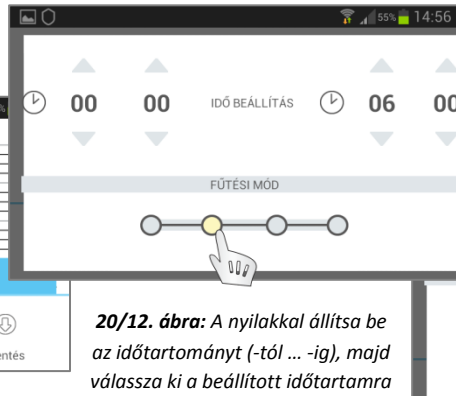 55% 14:56
00 00 IDŐ BEÁLLÍTÁS 06 00
FŰTÉSI MÓD
20/12. ábra: A nyilakkal állítsa be
az időtartományt (-tól … -ig), majd
válassza ki a beállított időtartamra